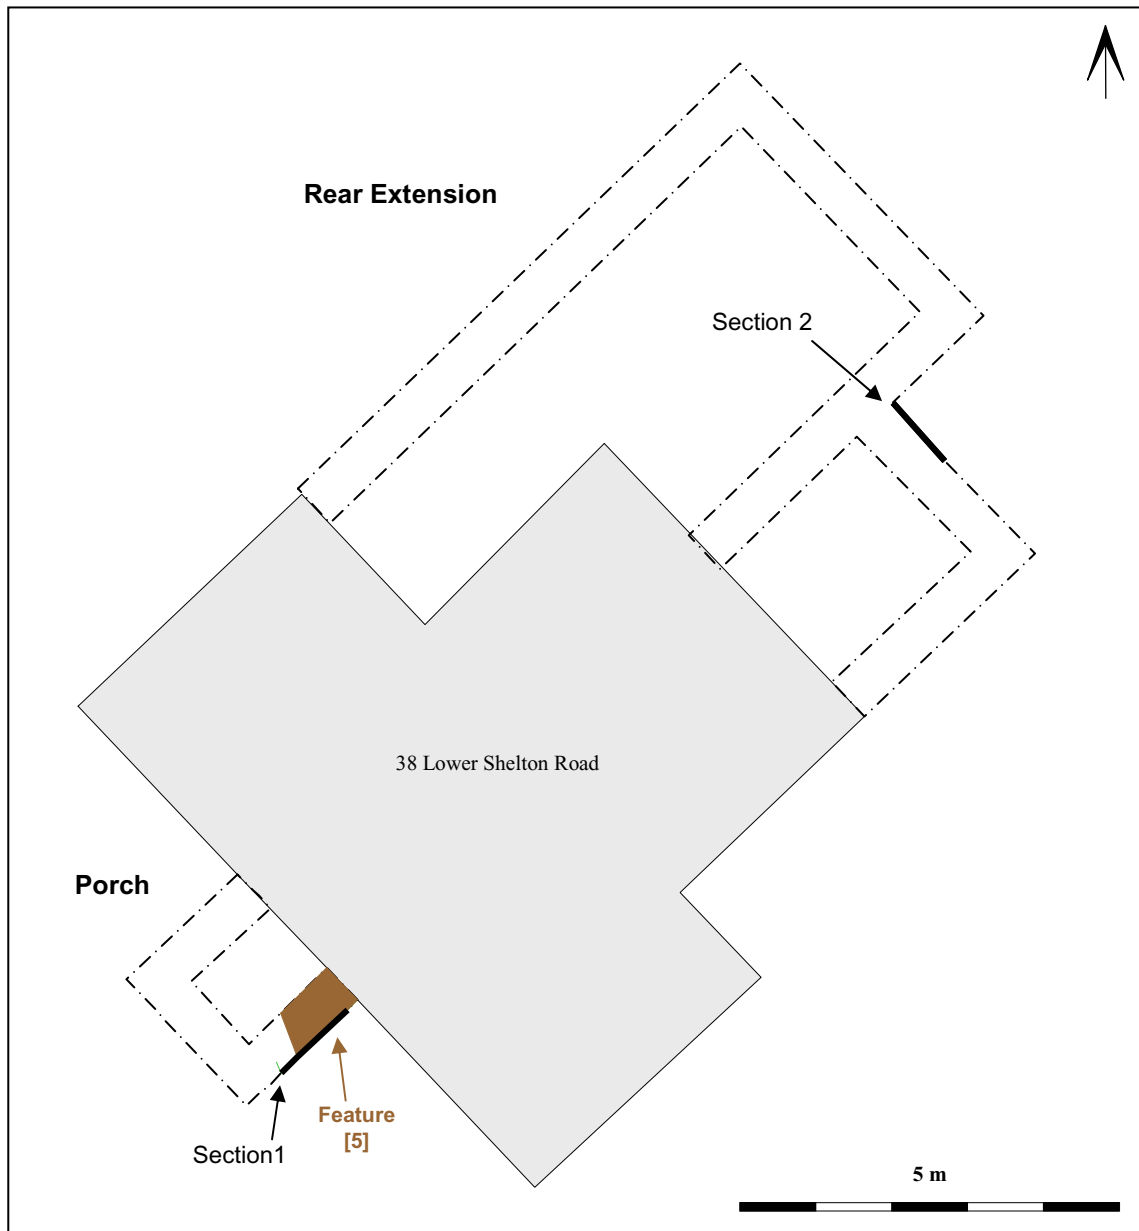 Rear Extension
Section 2
38 Lower Shelton Road
Porch
Feature
[5]
Section1
5 m